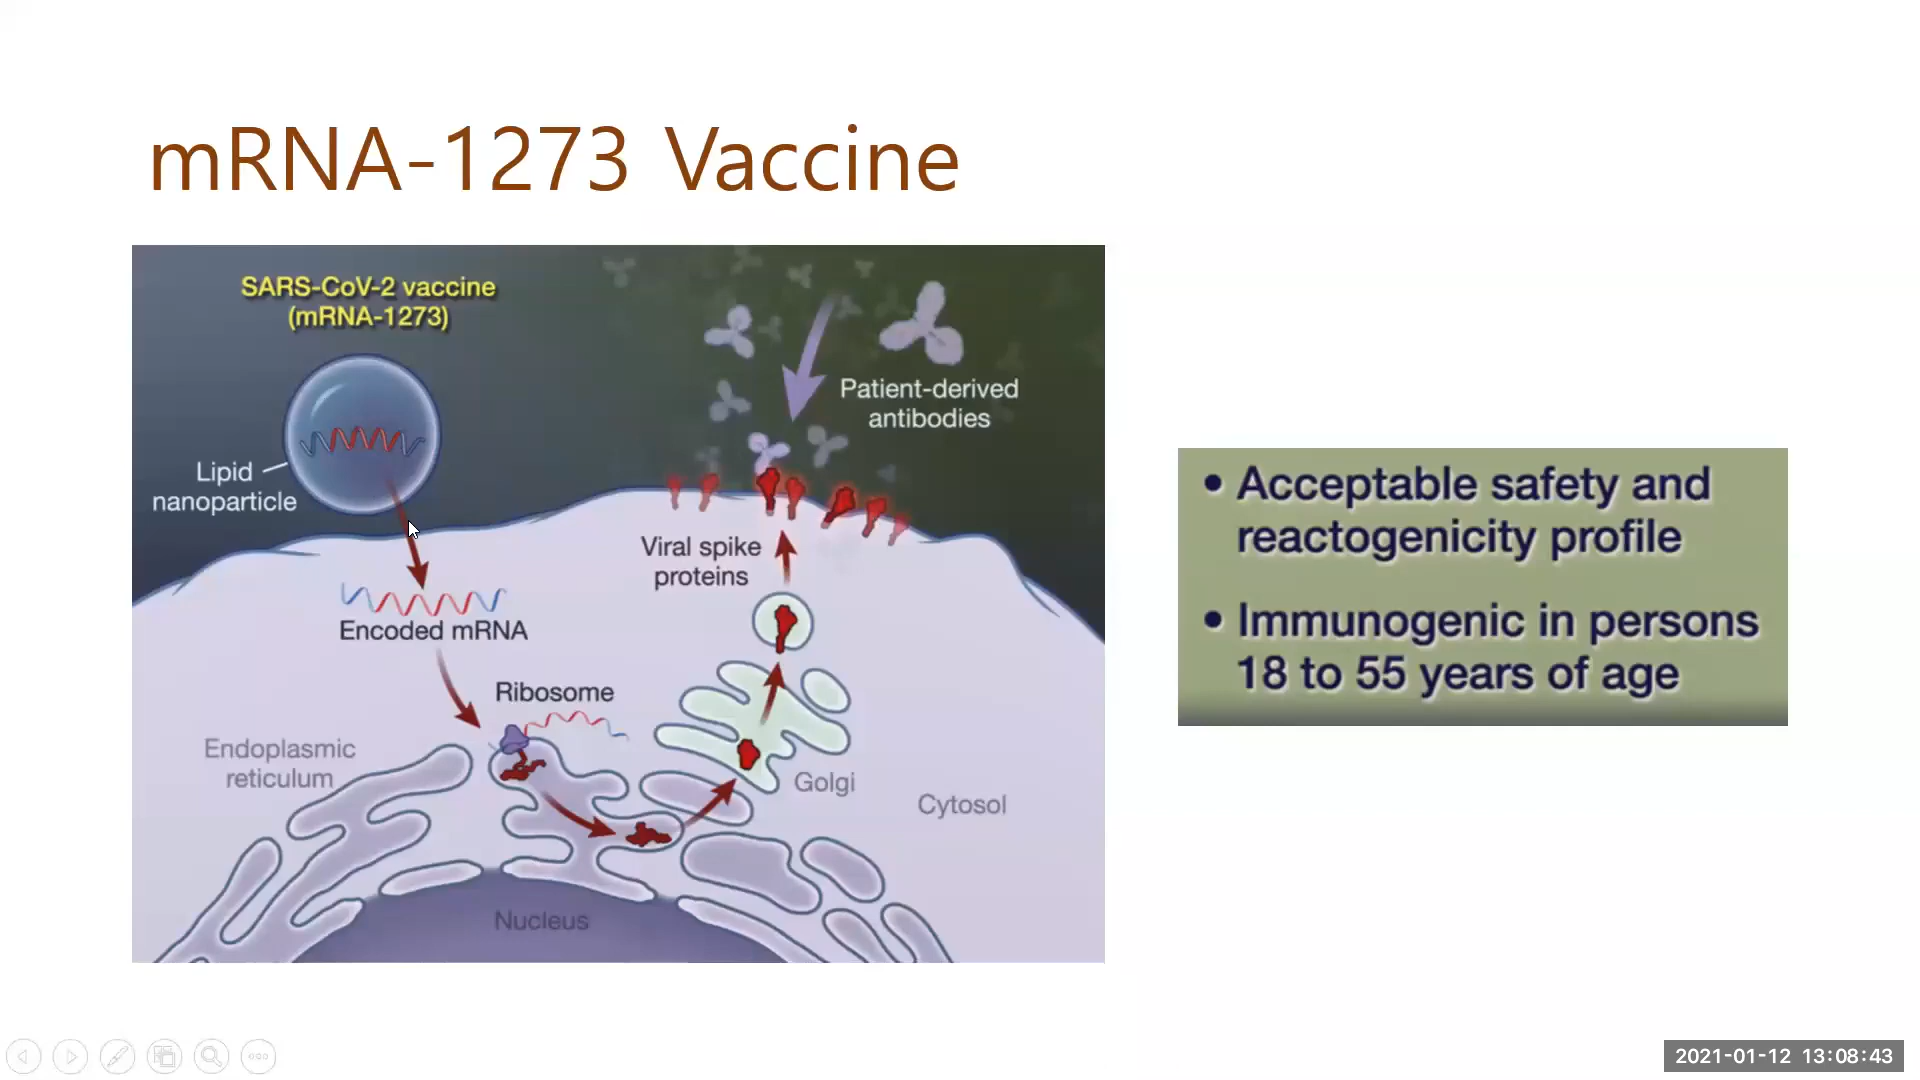 mRNA-1273 Vaccine
SARS-CoV-2 vaccine
(mRNA-1273)
Lipid
nanoparticle
Patient-derived
antibodies
Viral spike
proteins
Encoded mRNA
Ribosome
Endoplasmic
reticulum
Golgi
Cytosol
Nucleus
• Acceptable safety and
reactogenicity profile
• Immunogenic in persons
18 to 55 years of age
2021-01-12 13:08:43